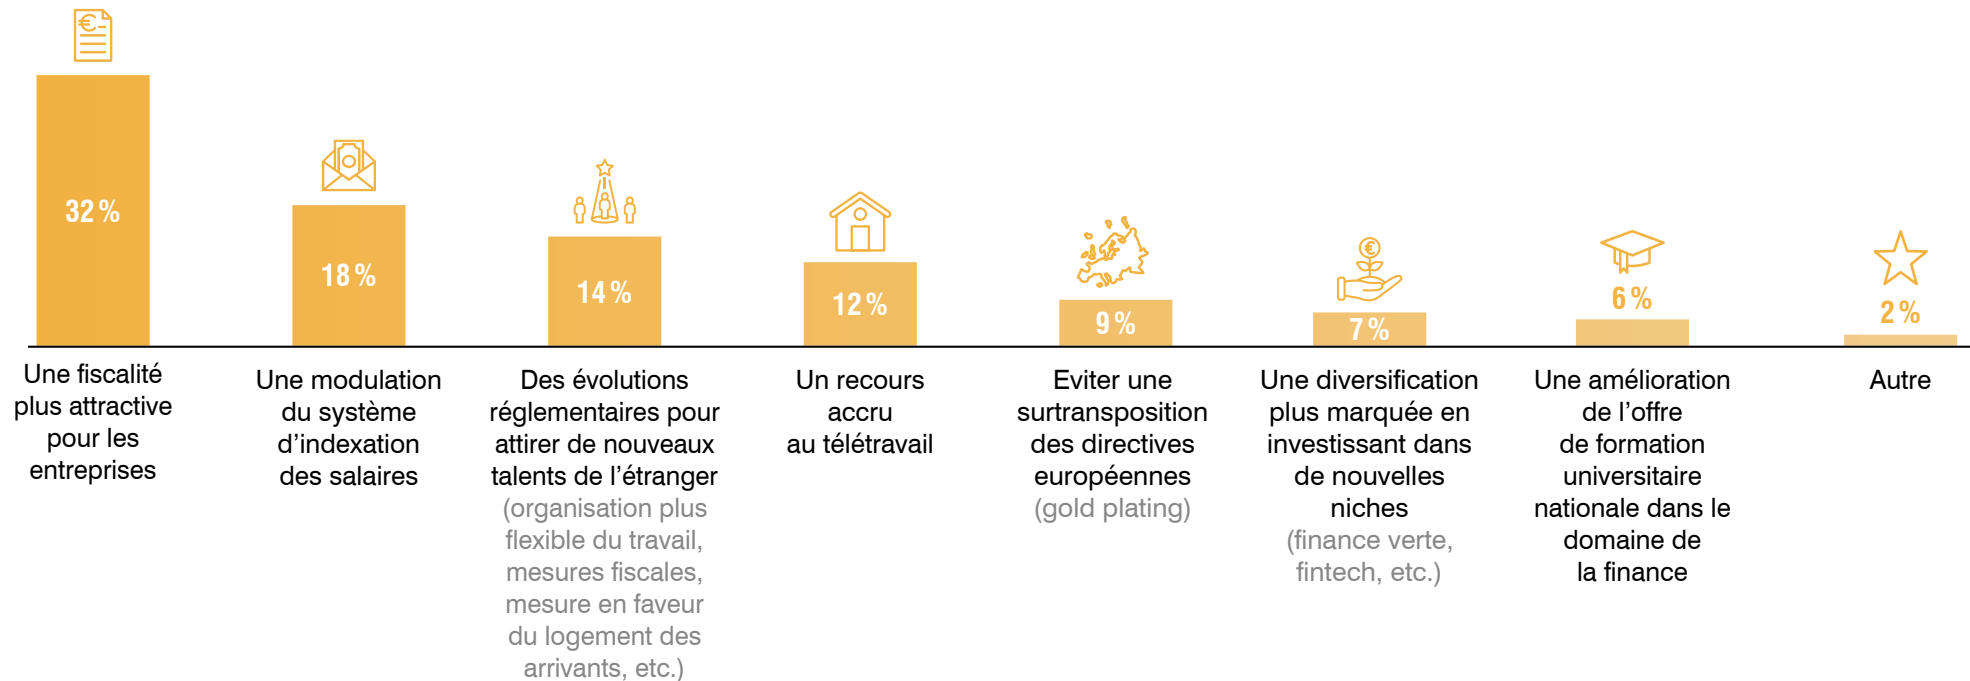 32 %
18 %
14 %
12 %
9 %
7 %
6 %
2 %
Une fiscalité
plus attractive
pour les
entreprises
Une modulation
du système
d’indexation
des salaires
Des évolutions
réglementaires pour
attirer de nouveaux
talents de l’étranger
(organisation plus
flexible du travail,
mesures fiscales,
mesure en faveur
du logement des
arrivants, etc.)
Un recours
accru
au télétravail
Eviter une
surtransposition
des directives
européennes
(gold plating)
Une diversification
plus marquée en
investissant dans
de nouvelles
niches
(finance verte,
fintech, etc.)
Une amélioration
de l’offre
de formation
universitaire
nationale dans le
domaine de
la finance
Autre